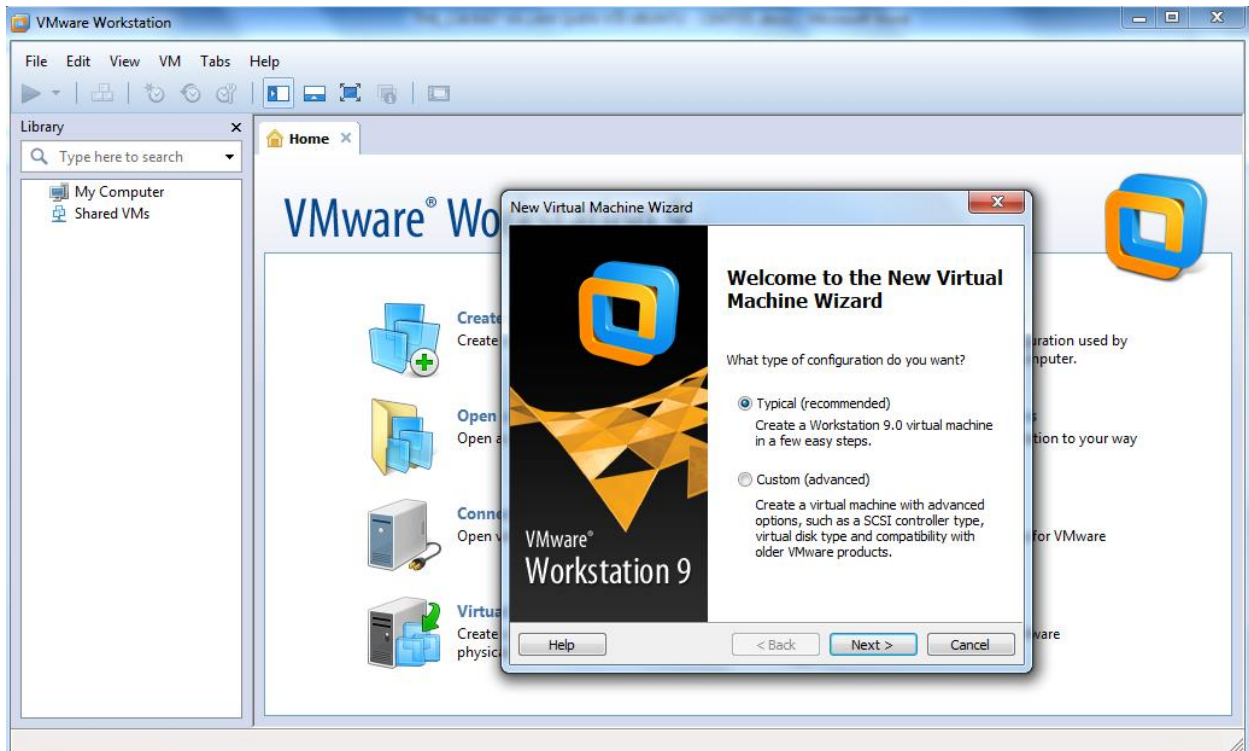 VMware Workstation
File Edit View VM Tabs Help
Library
Type here to search
My Computer
Shared VMs
Home
VMware® Wo
Create
Create
Open
Open a
Conne
Open v
Virtua
Create
physica
New Virtual Machine Wizard
VMware®
Workstation 9
Welcome to the New Virtual
Machine Wizard
What type of configuration do you want?
Typical (recommended)
Create a Workstation 9.0 virtual machine
in a few easy steps.
Custom (advanced)
Create a virtual machine with advanced
options, such as a SCSI controller type,
virtual disk type and compatibility with
older VMware products.
Help
< Back
Next >
Cancel
uration used by
mputer.
s
tion to your way
for VMware
ware